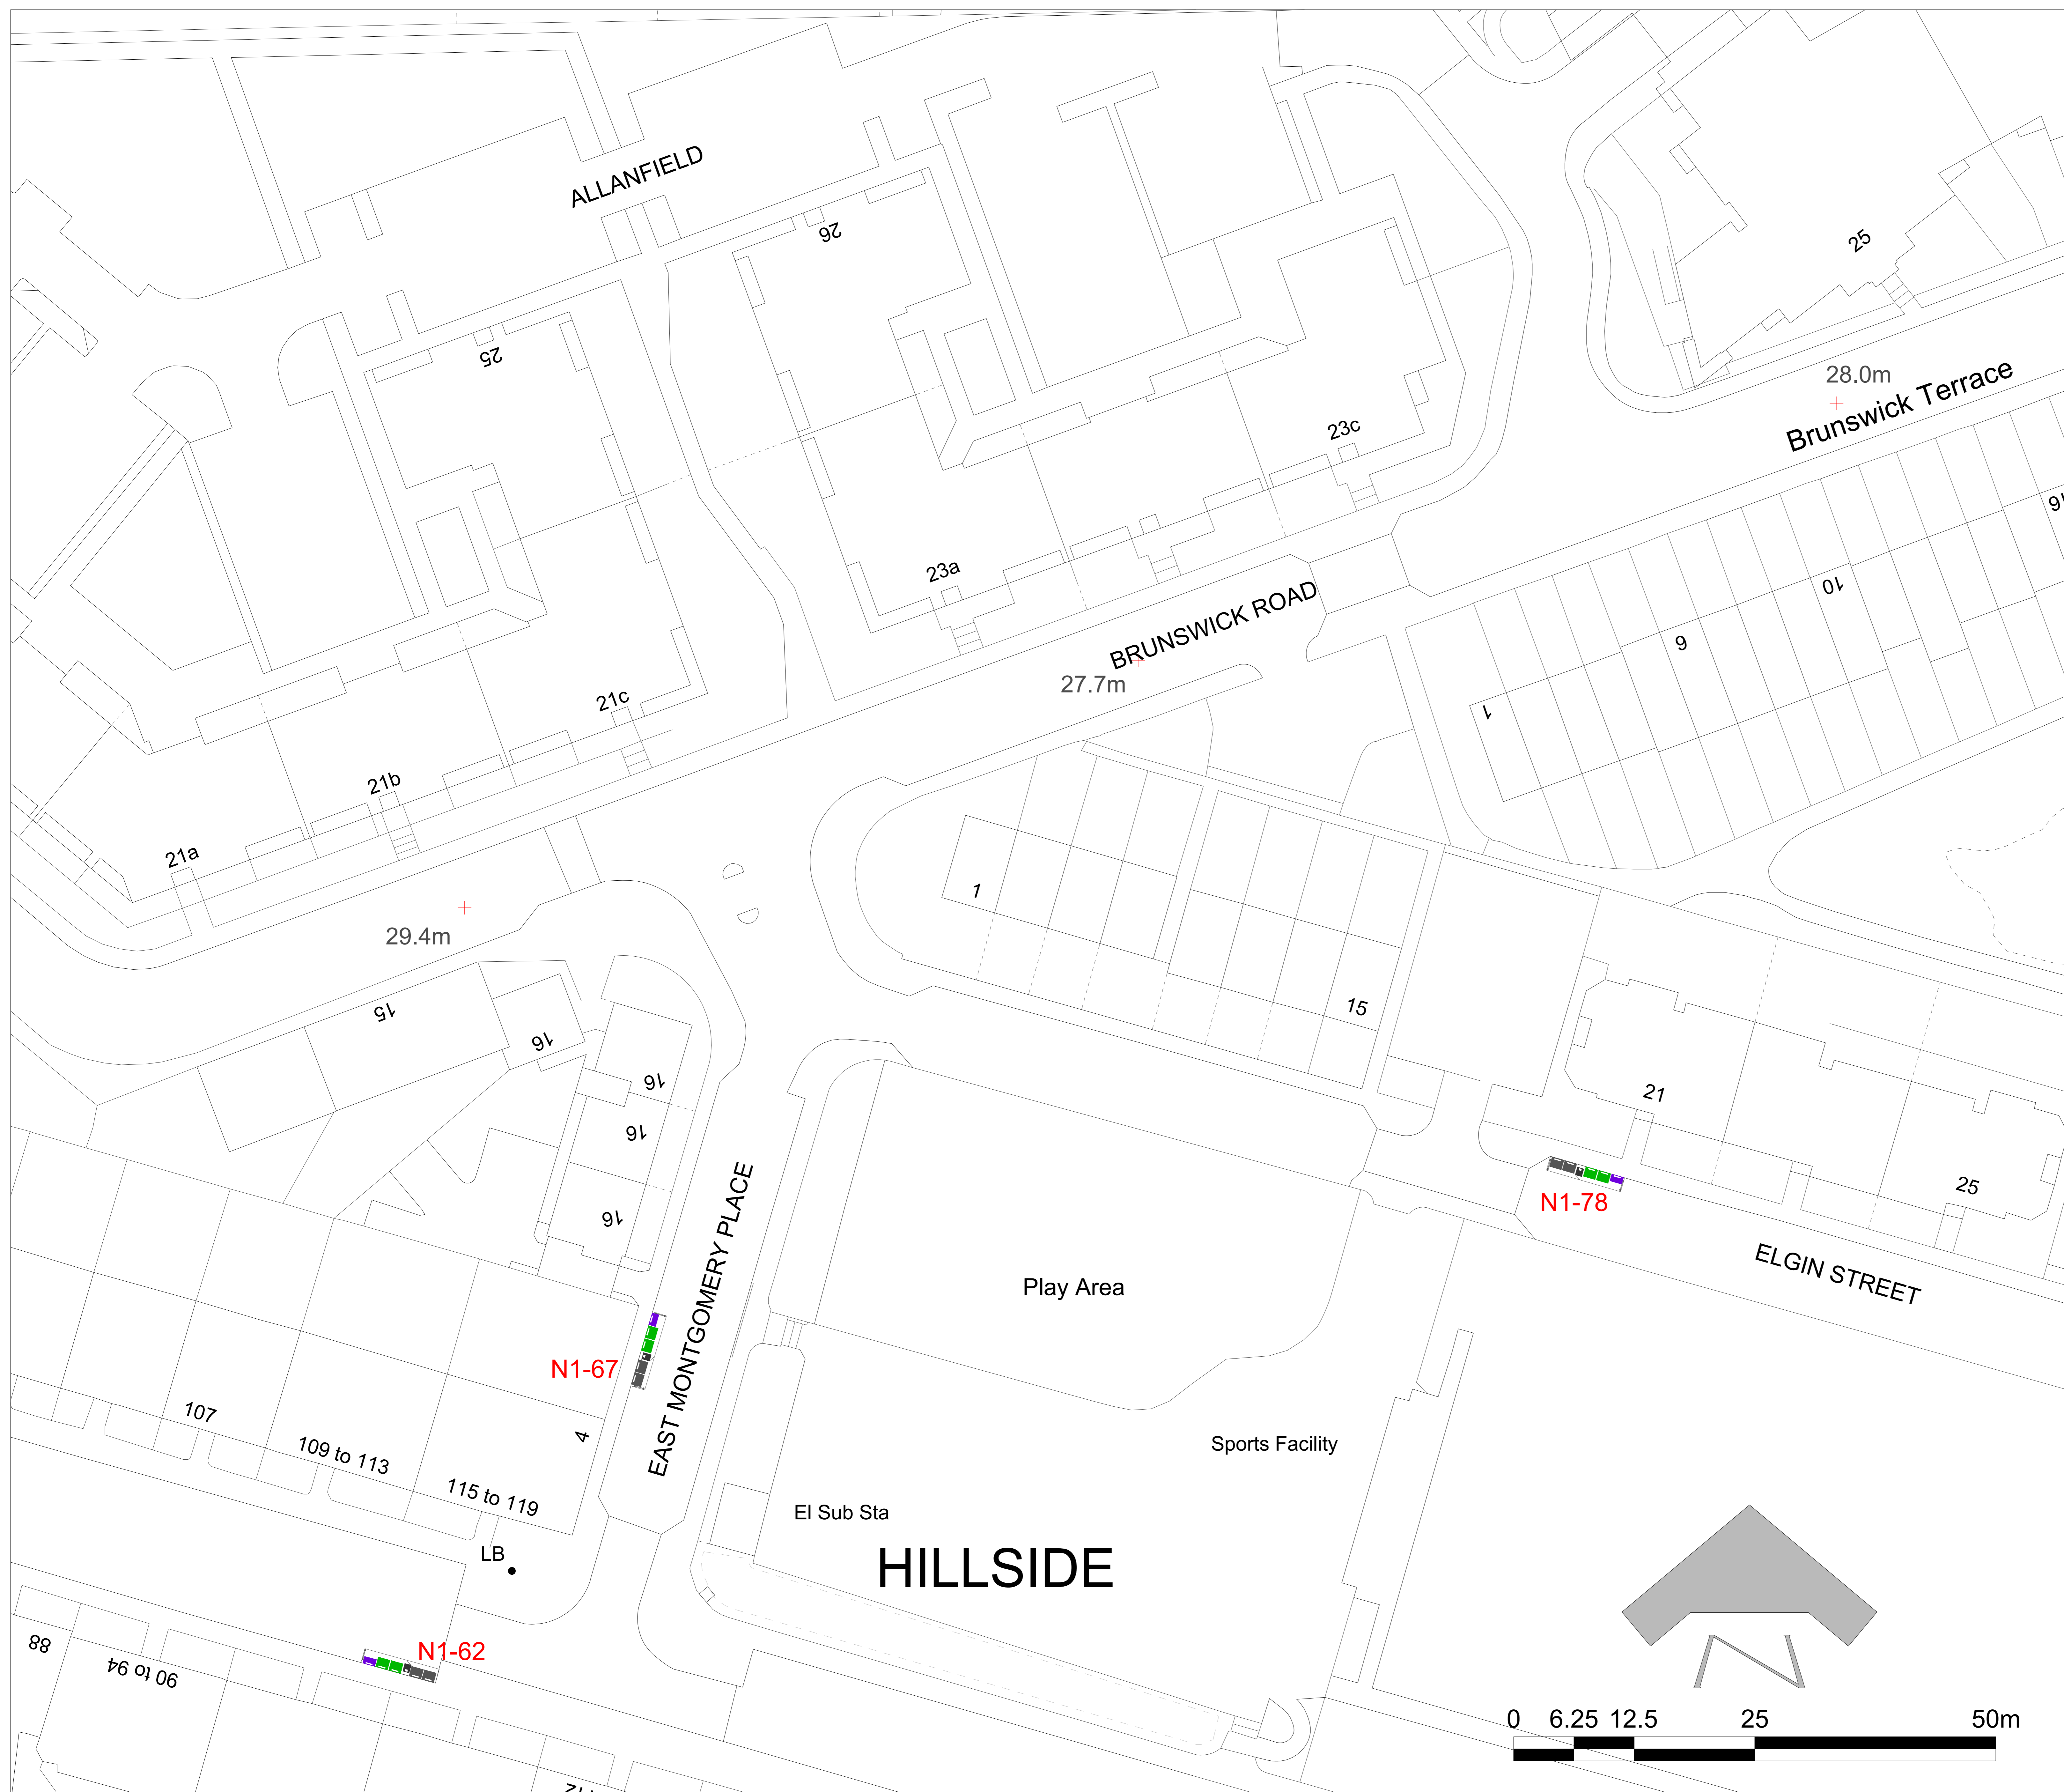 ALLANFIELD
26
25
25
28.0m
Brunswick Terrace
23c
23a
10
9
1
BRUNSWICK ROAD
27.7m
21c
21b
21a
29.4m
1
15
15
16
16
16
16
21
25
N1-78
ELGIN STREET
EAST MONTGOMERY PLACE
Play Area
N1-67
4
107
109 to 113
115 to 119
Sports Facility
El Sub Sta
LB
HILLSIDE
N1-62
88
90 to 94
N
0 6.25 12.5 25 50m